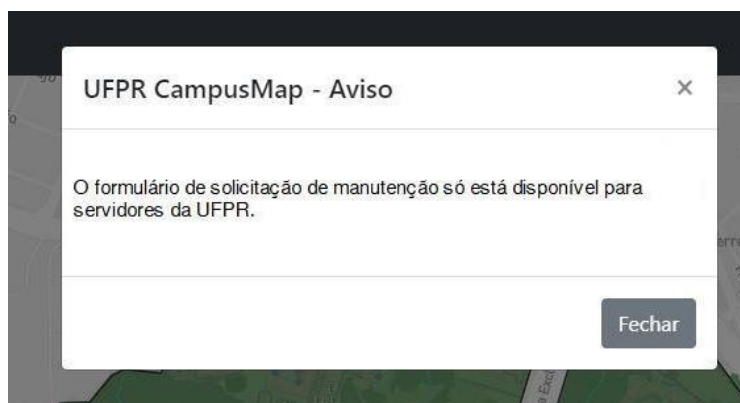 UFPR CampusMap - Aviso
×
O formulário de solicitação de manutenção só está disponível para
servidores da UFPR.
Fechar